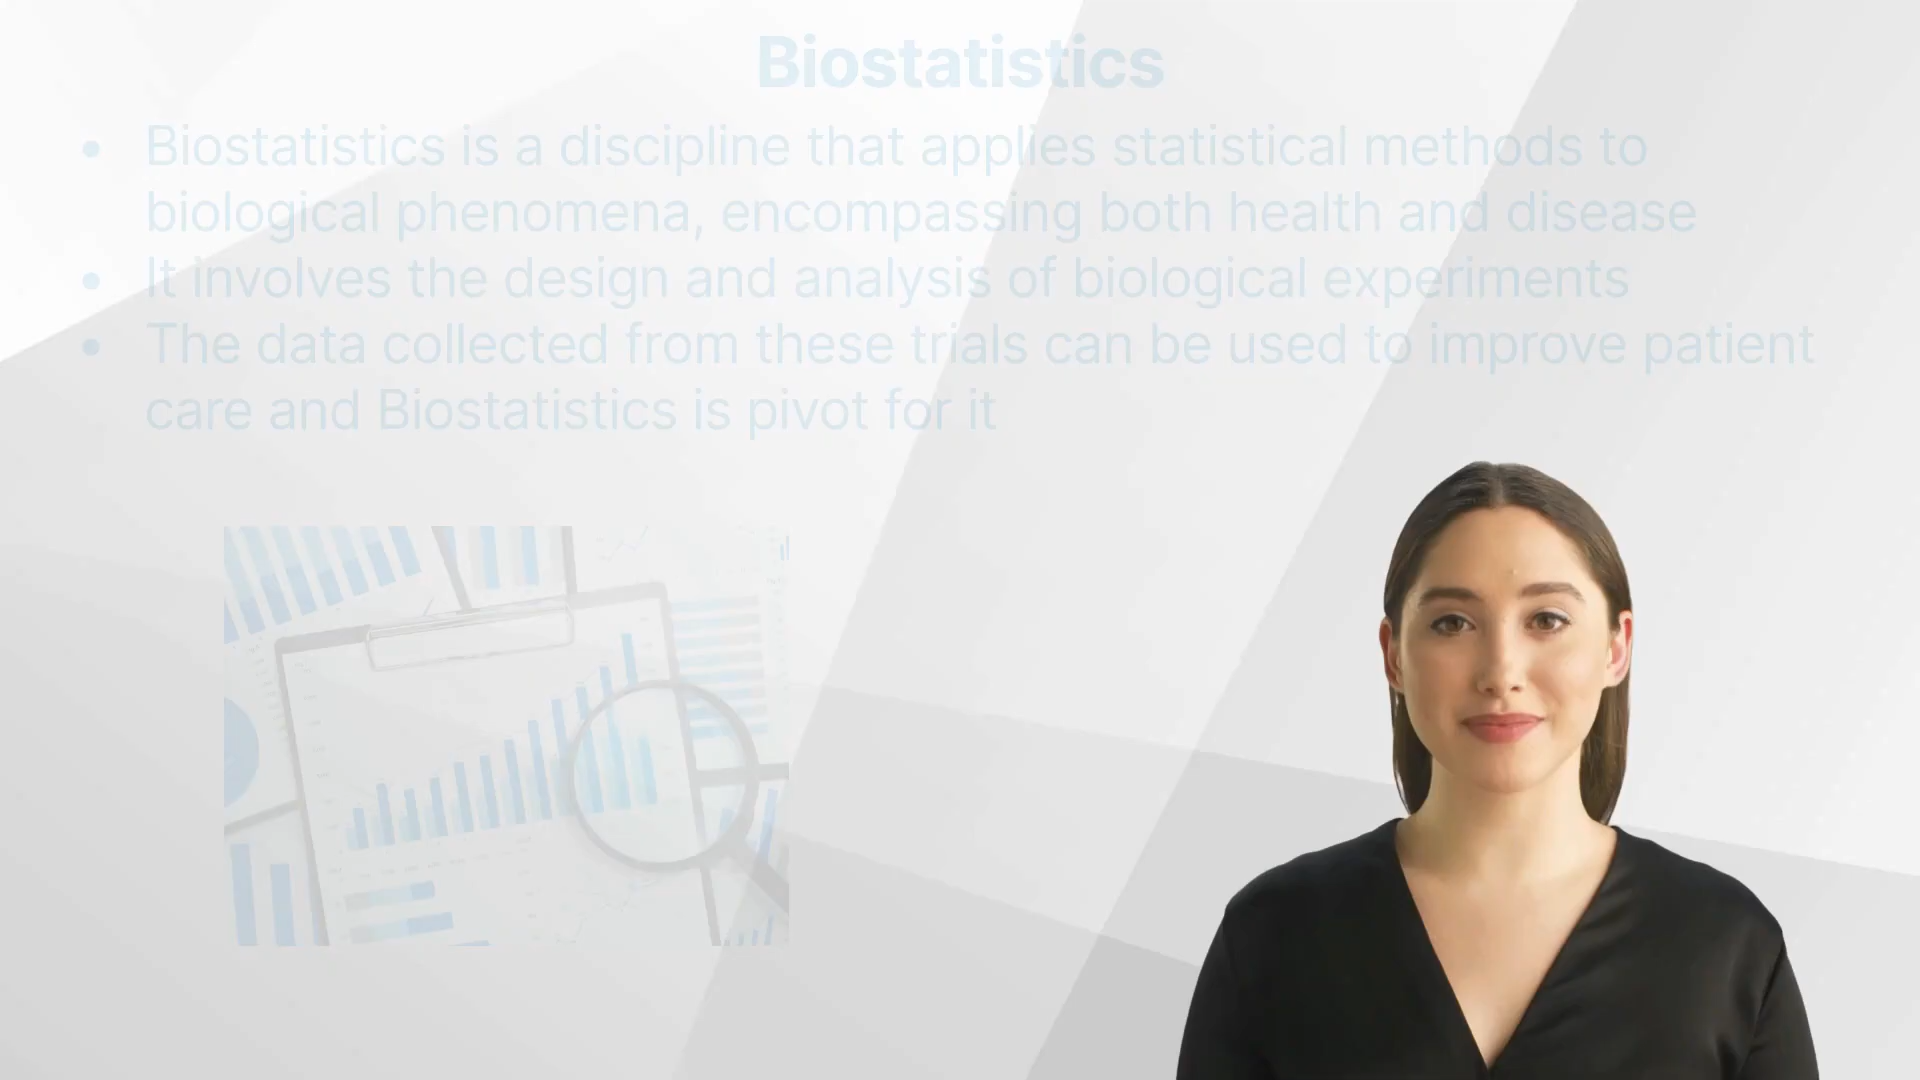 Biostatistics
• Biostatistics is a discipline that applies statistical methods to
biological phenomena, encompassing both health and disease
• It involves the design and analysis of biological experiments
• The data collected from these trials can be used to improve patient
care and Biostatistics is pivot for it